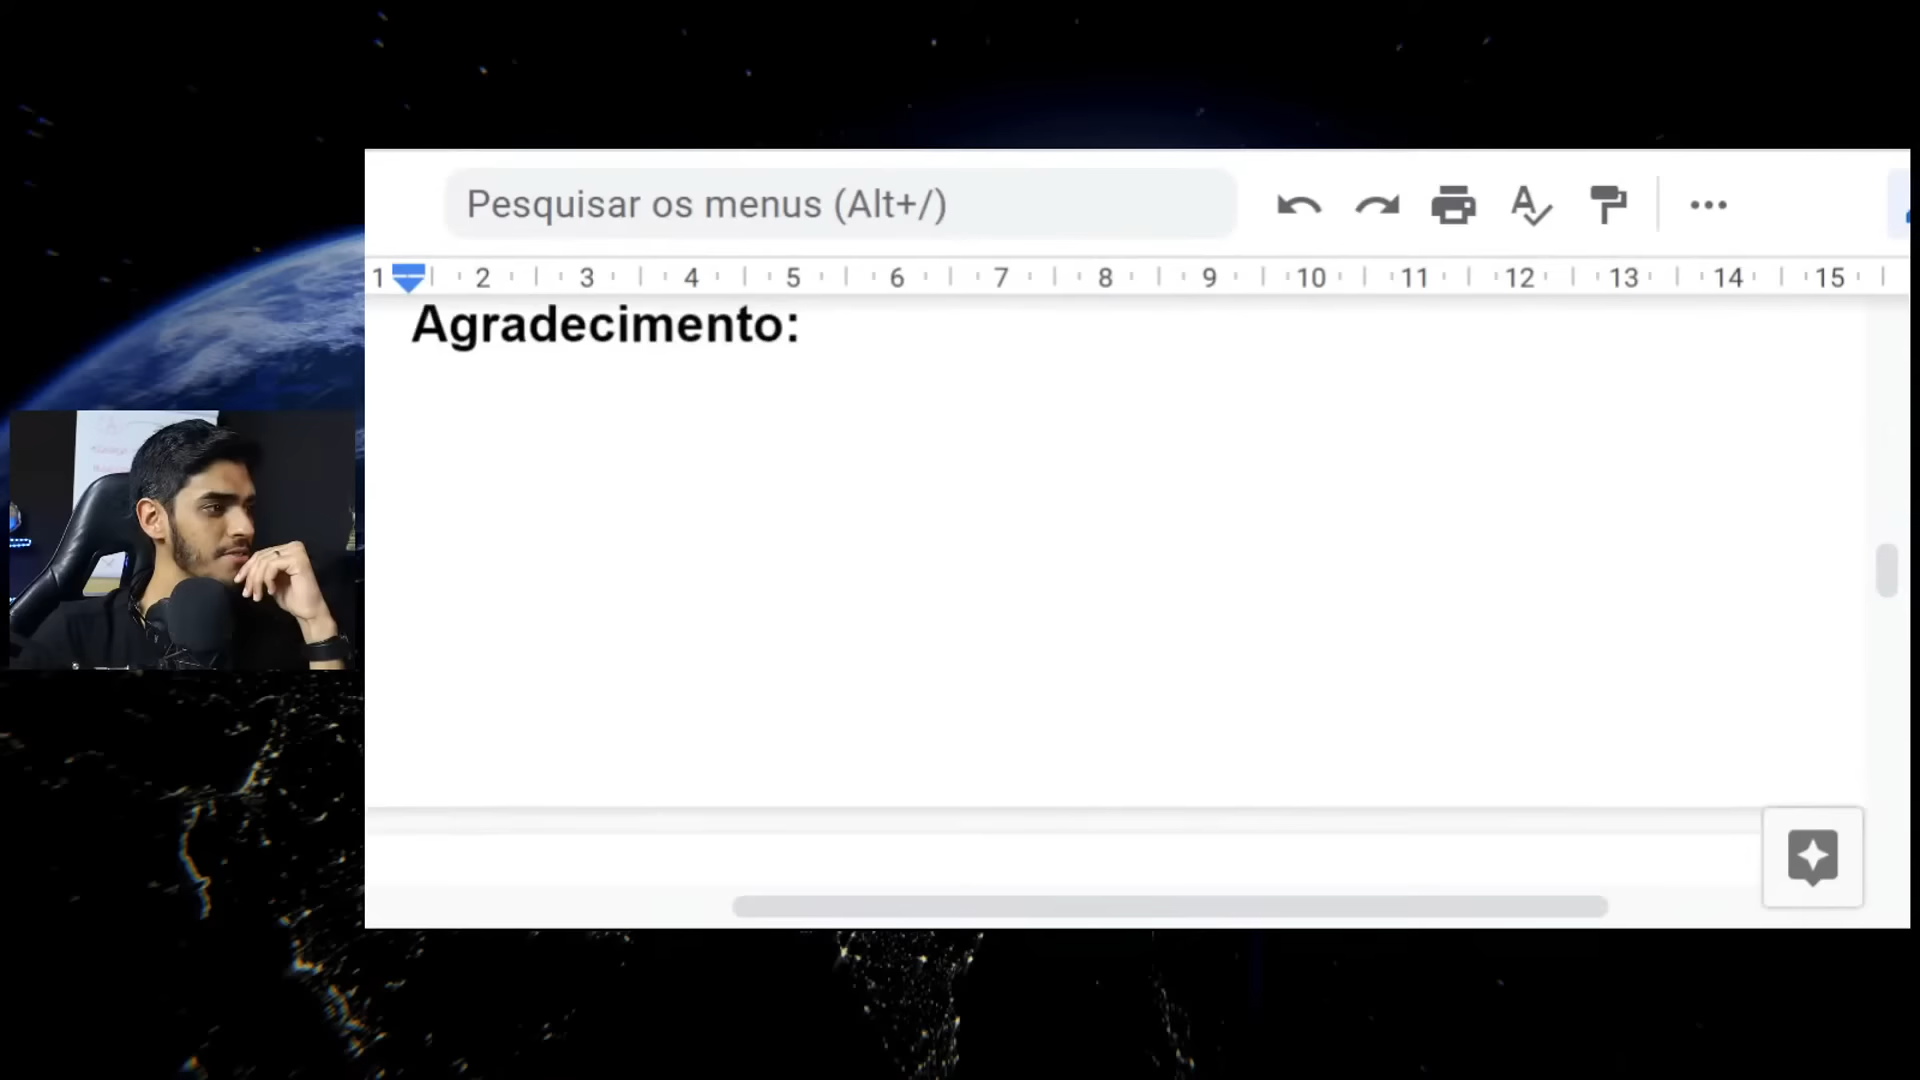 Pesquisar os menus (Alt+/)
1 2 3 4 5 6 7 8 9 10 11 12 13 14 15
Agradecimento: